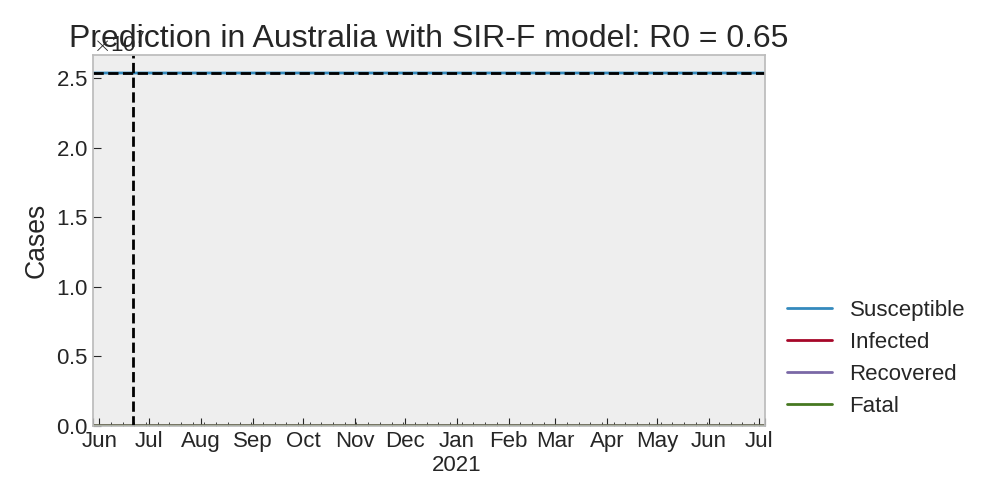 Prediction in Australia with SIR-F model: R0 = 0.65
2.5
2.0
1.5
1.0
0.5
0.0
Cases
Jun Jul Aug Sep Oct Nov Dec Jan Feb Mar Apr May Jun Jul
2021
Susceptible
Infected
Recovered
Fatal